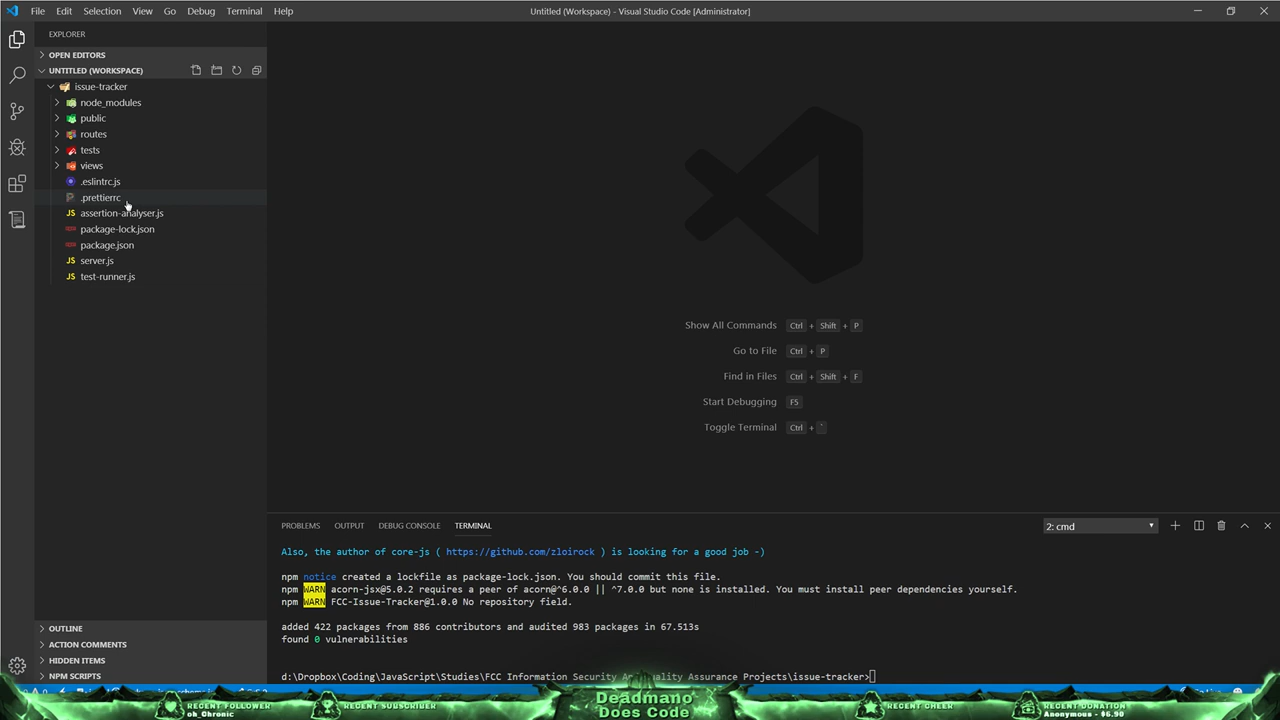 File Edit Selection View Go Debug Terminal Help
Untitled (Workspace) - Visual Studio Code [Administrator]
EXPLORER
OPEN EDITORS
UNTITLED (WORKSPACE)
issue-tracker
node_modules
public
routes
tests
views
.eslintrc.js
.prettierrc
JS assertion-analyser.js
package-lock.json
package.json
JS server.js
JS test-runner.js
OUTLINE
ACTION COMMENTS
HIDDEN ITEMS
NPM SCRIPTS
Show All Commands Ctrl + Shift + P
Go to File Ctrl + P
Find in Files Ctrl + Shift + F
Start Debugging F5
Toggle Terminal Ctrl + `
PROBLEMS OUTPUT DEBUG CONSOLE TERMINAL
2: cmd
Also, the author of core-js ( https://github.com/zloirock ) is looking for a good job -)
npm notice created a lockfile as package-lock.json. You should commit this file.
npm WARN acorn-jsx@5.0.2 requires a peer of acorn@^6.0.0 || ^7.0.0 but none is installed. You must install peer dependencies yourself.
npm WARN FCC-Issue-Tracker@1.0.0 No repository field.
added 422 packages from 886 contributors and audited 983 packages in 67.513s
found 0 vulnerabilities
d:\Dropbox\Coding\JavaScript\Studies\FCC Information Security Quality Assurance Projects\issue-tracker>
RECENT FOLLOWER
ob_Chronic
RECENT SUBSCRIBER
Deadmano
Does Code
RECENT CHEER
RECENT DONATION
Anonymous - $6.90